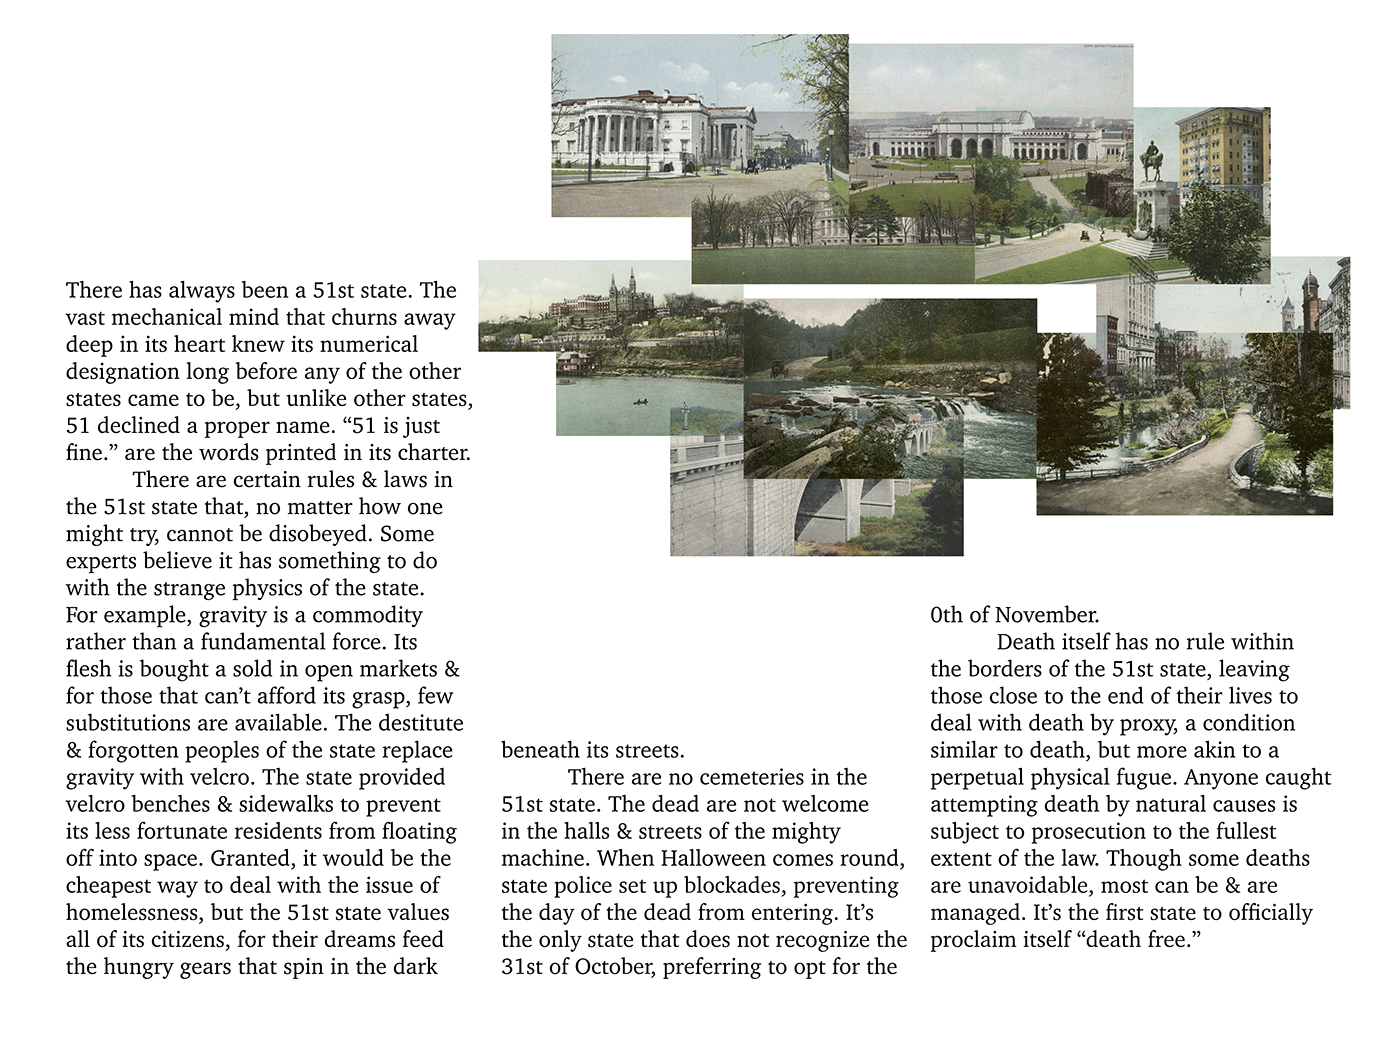 There has always been a 51st state. The
vast mechanical mind that churns away
deep in its heart knew its numerical
designation long before any of the other
states came to be, but unlike other states,
51 declined a proper name. “51 is just
fine.” are the words printed in its charter.
There are certain rules & laws in
the 51st state that, no matter how one
might try, cannot be disobeyed. Some
experts believe it has something to do
with the strange physics of the state.
For example, gravity is a commodity
rather than a fundamental force. Its
flesh is bought a sold in open markets &
for those that can’t afford its grasp, few
substitutions are available. The destitute
& forgotten peoples of the state replace
gravity with velcro. The state provided
velcro benches & sidewalks to prevent
its less fortunate residents from floating
off into space. Granted, it would be the
cheapest way to deal with the issue of
homelessness, but the 51st state values
all of its citizens, for their dreams feed
the hungry gears that spin in the dark
beneath its streets.
There are no cemeteries in the
51st state. The dead are not welcome
in the halls & streets of the mighty
machine. When Halloween comes round,
state police set up blockades, preventing
the day of the dead from entering. It’s
the only state that does not recognize the
31st of October, preferring to opt for the
0th of November.
Death itself has no rule within
the borders of the 51st state, leaving
those close to the end of their lives to
deal with death by proxy, a condition
similar to death, but more akin to a
perpetual physical fugue. Anyone caught
attempting death by natural causes is
subject to prosecution to the fullest
extent of the law. Though some deaths
are unavoidable, most can be & are
managed. It’s the first state to officially
proclaim itself “death free.”